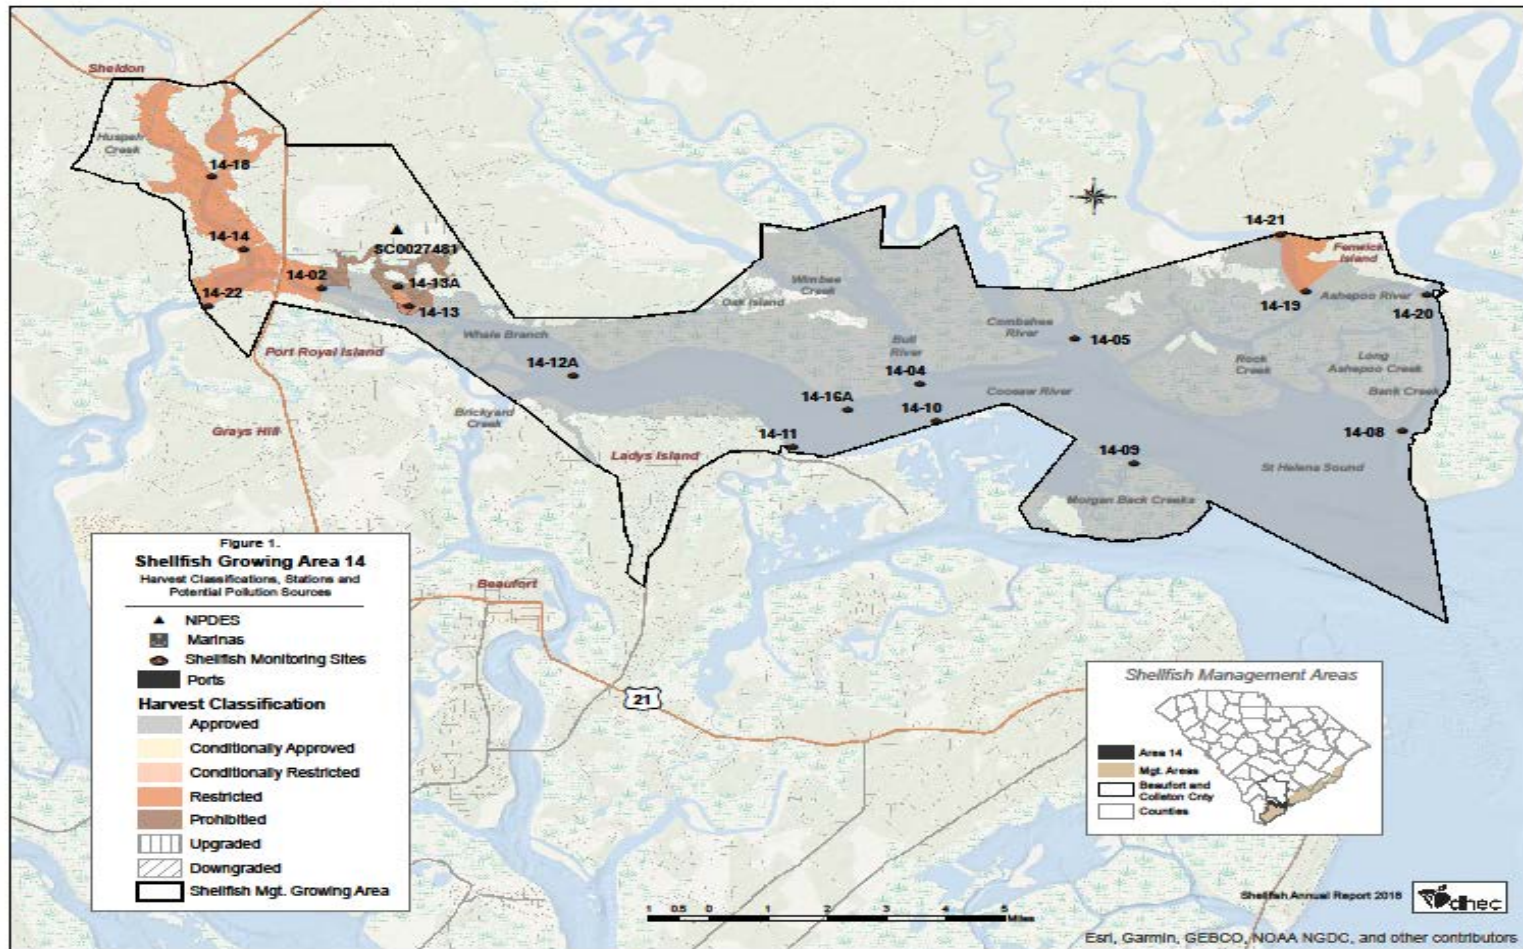 Sheldon
Huspah
Creek
14-18
14-14
14-02
14-22
SC0027481
14-13A
14-13
Port Royal Island
Whale Branch
14-12A
Grays Hill
Brickyard
Creek
Ladys Island
Oak Island
Wimbee
Creek
Bull
River
14-04
14-16A
14-10
14-11
Combahee
River
Coosaw River
14-05
14-09
Morgan Back Creeks
14-21
Fenwick
Island
14-19
Ashepoo River
14-20
Rock
Creek
Long
Ashepoo Creek
Bank Creek
14-08
St Helena Sound
Beaufort
21
Figure 1.
Shellfish Growing Area 14
Harvest Classifications, Stations and
Potential Pollution Sources
NPDES
Marinas
Shellfish Monitoring Sites
Ports
Harvest Classification
Approved
Conditionally Approved
Conditionally Restricted
Restricted
Prohibitied
Upgraded
Downgraded
Shellfish Mgt. Growing Area
Shellfish Management Areas
Area 14
Mgt. Areas
Beaufort and
Colleton Cnty
Counties
1 0.5 0 1 2 3 4 5
Miles
Shellfish Annual Report 2018
dhec
Esri, Garmin, GEBCO, NOAA NGDC, and other contributors